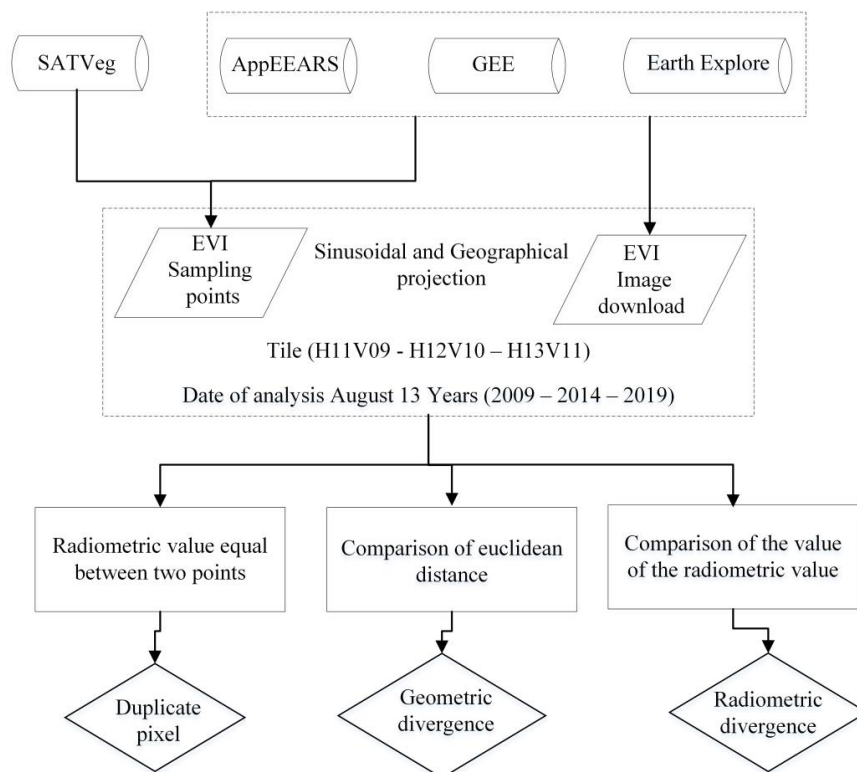 SATVeg
AppEEARS
GEE
Earth Explore
EVI
Sampling
points
Sinusoidal and Geographical
projection
EVI
Image
download
Tile (H11V09 - H12V10 – H13V11)
Date of analysis August 13 Years (2009 – 2014 – 2019)
Radiometric value equal
between two points
Comparison of euclidean
distance
Comparison of the value
of the radiometric value
Duplicate
pixel
Geometric
divergence
Radiometric
divergence